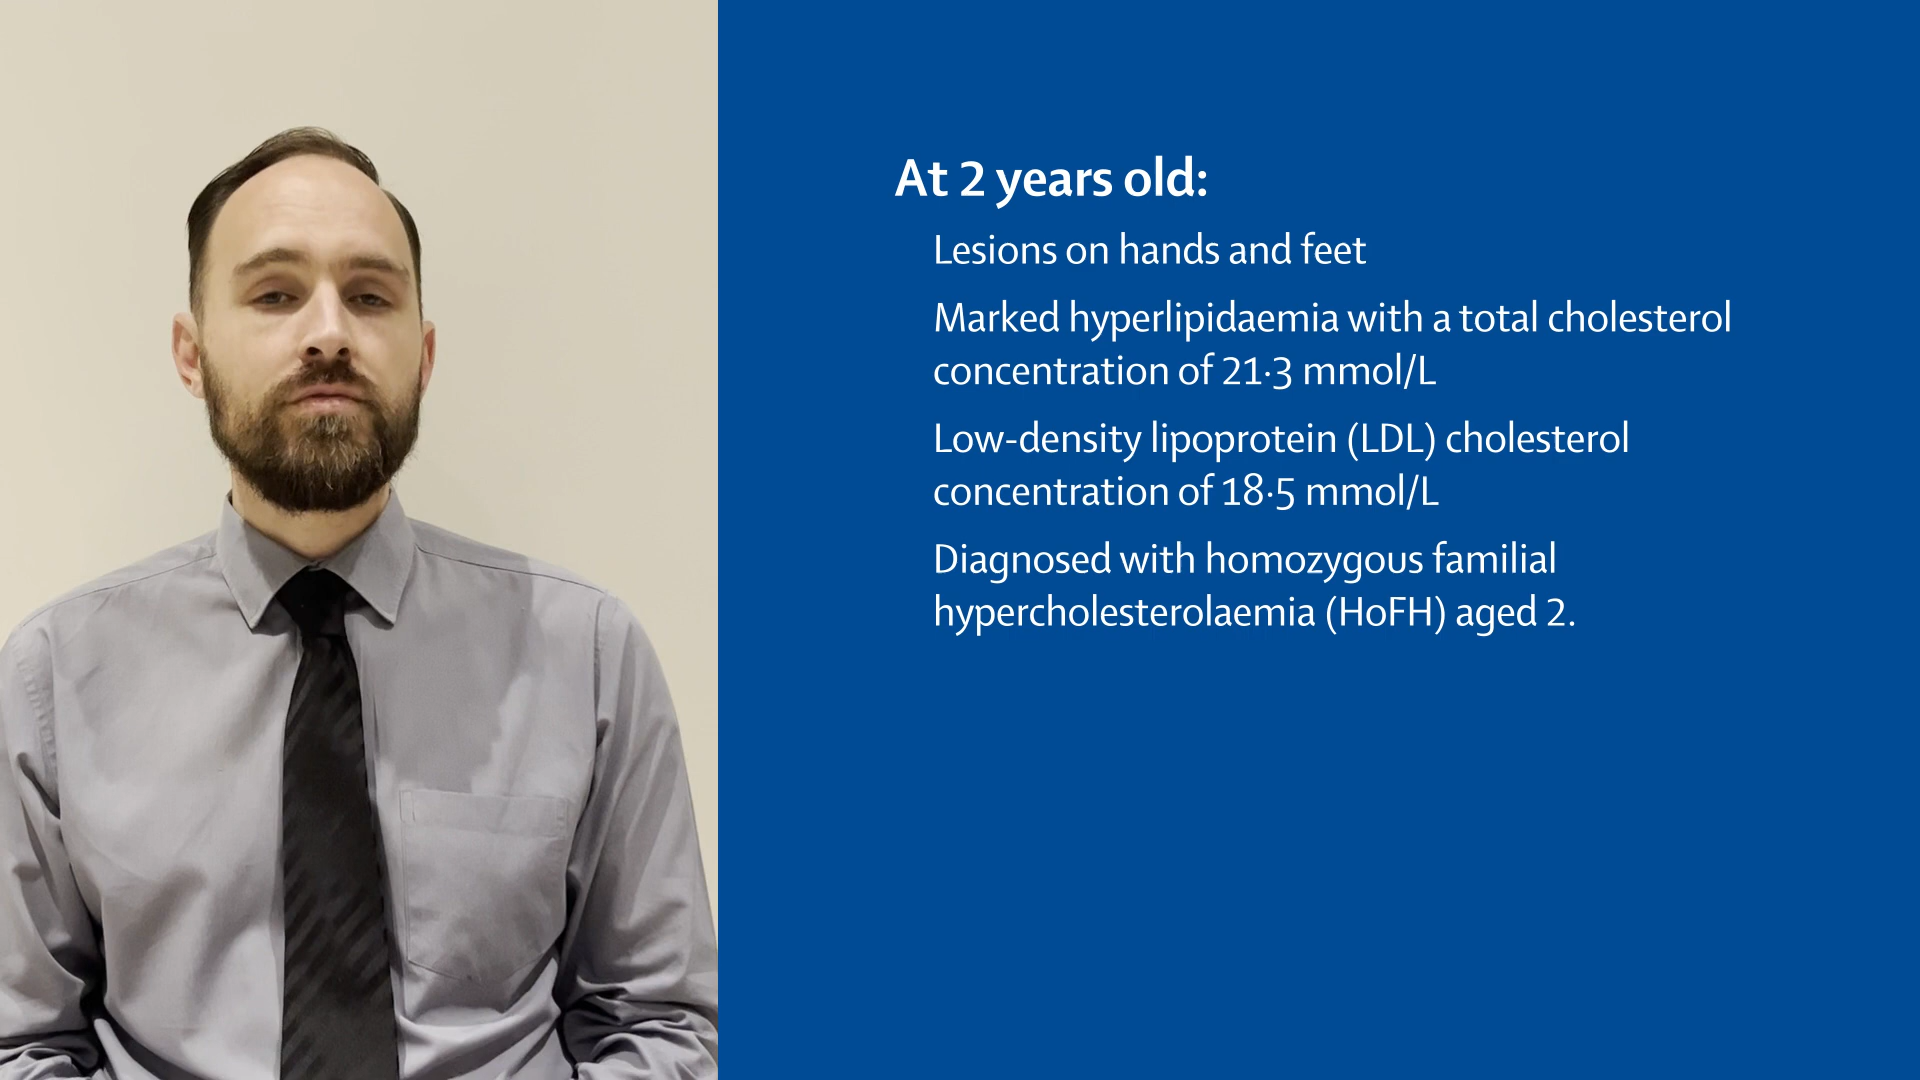 At 2 years old:
Lesions on hands and feet
Marked hyperlipidaemia with a total cholesterol
concentration of 21·3 mmol/L
Low-density lipoprotein (LDL) cholesterol
concentration of 18·5 mmol/L
Diagnosed with homozygous familial
hypercholesterolaemia (HoFH) aged 2.